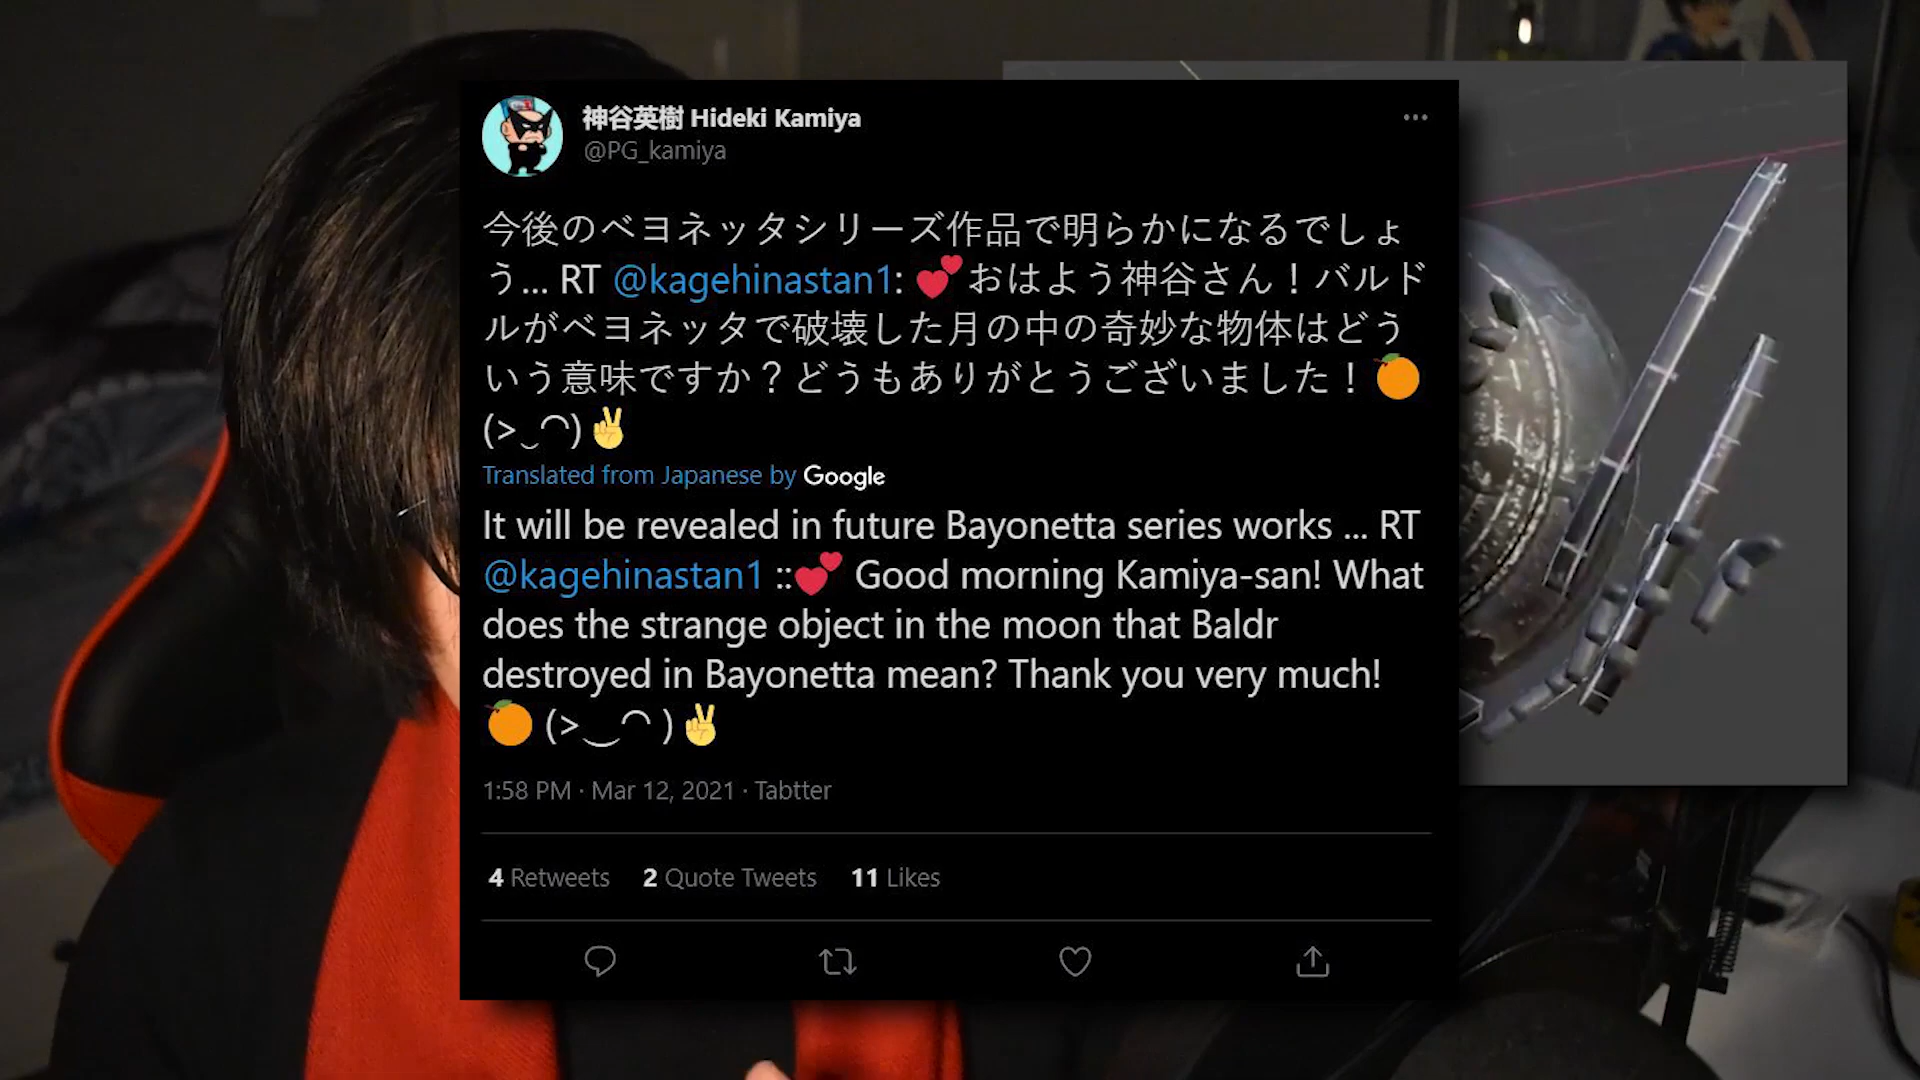 神谷英樹 Hideki Kamiya
@PG_kamiya
今後のベヨネッタシリーズ作品で明らかになるでしょ
う... RT @kagehinastan1: 💕おはよう神谷さん！バルド
ルがベヨネッタで破壊した月の中の奇妙な物体はどう
いう意味ですか？どうもありがとうございました！🍊
(>‿◠)✌
Translated from Japanese by Google
It will be revealed in future Bayonetta series works ... RT
@kagehinastan1 ::💕 Good morning Kamiya-san! What
does the strange object in the moon that Baldr
destroyed in Bayonetta mean? Thank you very much!
🍊 (>‿◠ )✌
1:58 PM · Mar 12, 2021 · Tabtter
4 Retweets 2 Quote Tweets 11 Likes